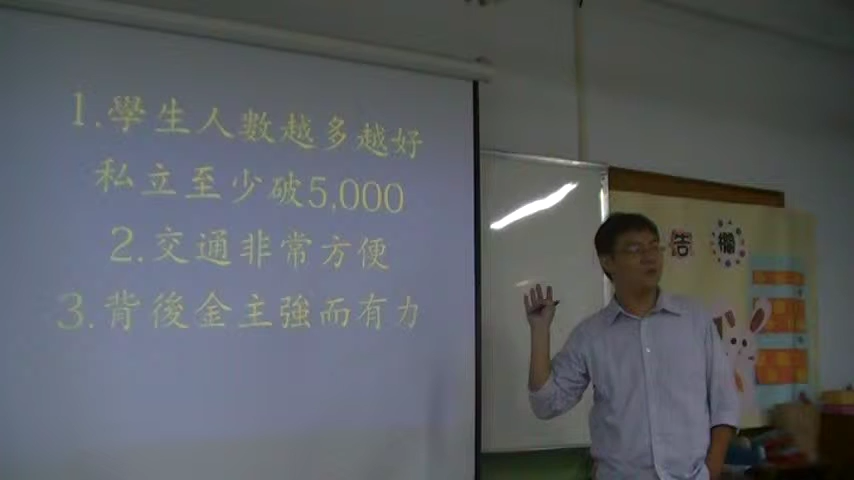 1.學生人數越多越好
私立至少破5,000
2.交通非常方便
3.背後金主強而有力
告欄